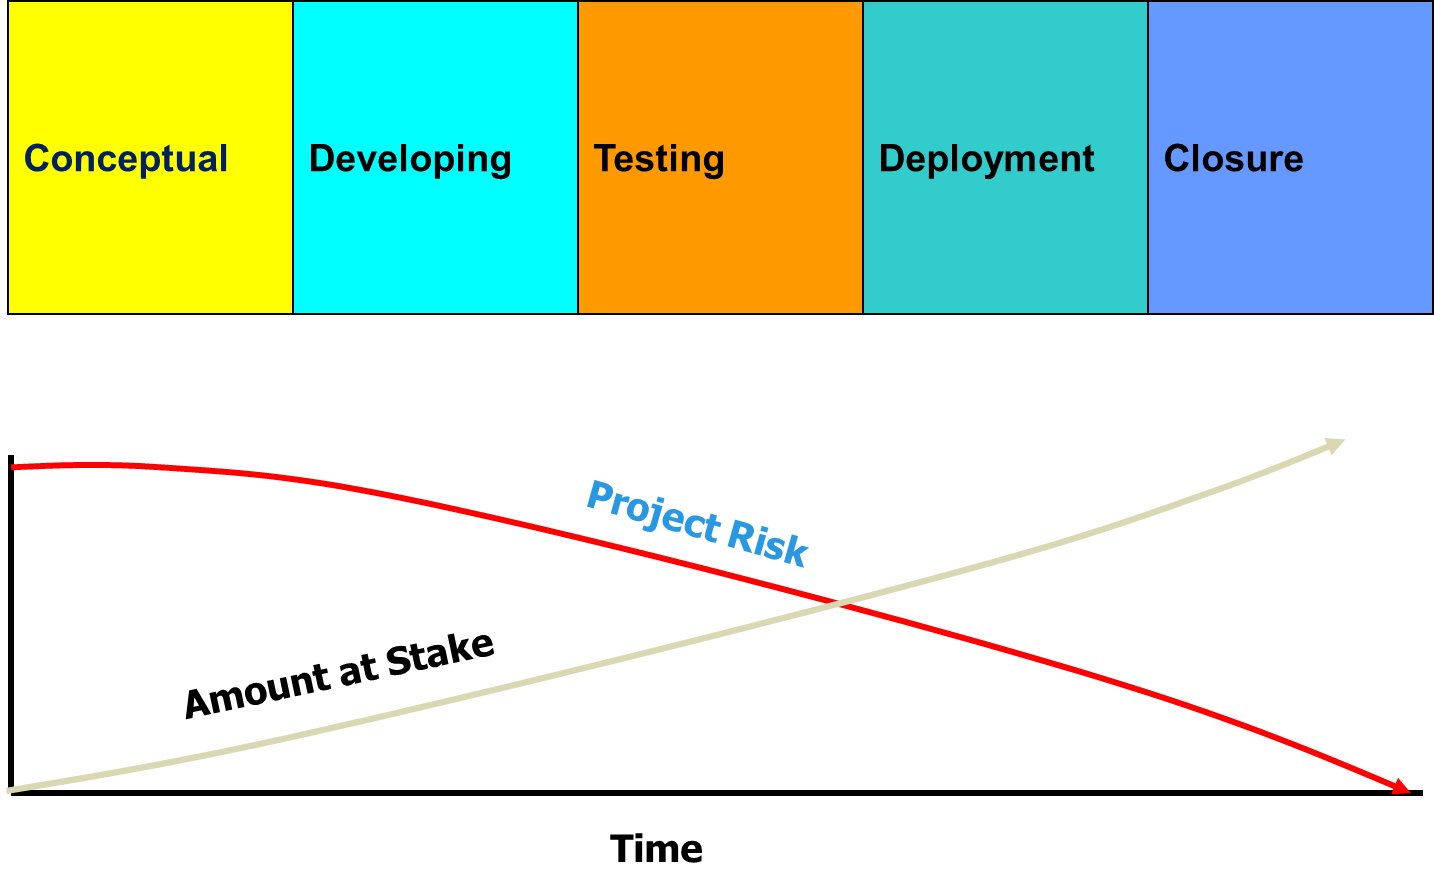 Conceptual
Developing
Testing
Deployment
Closure
Project Risk
Amount at Stake
Time